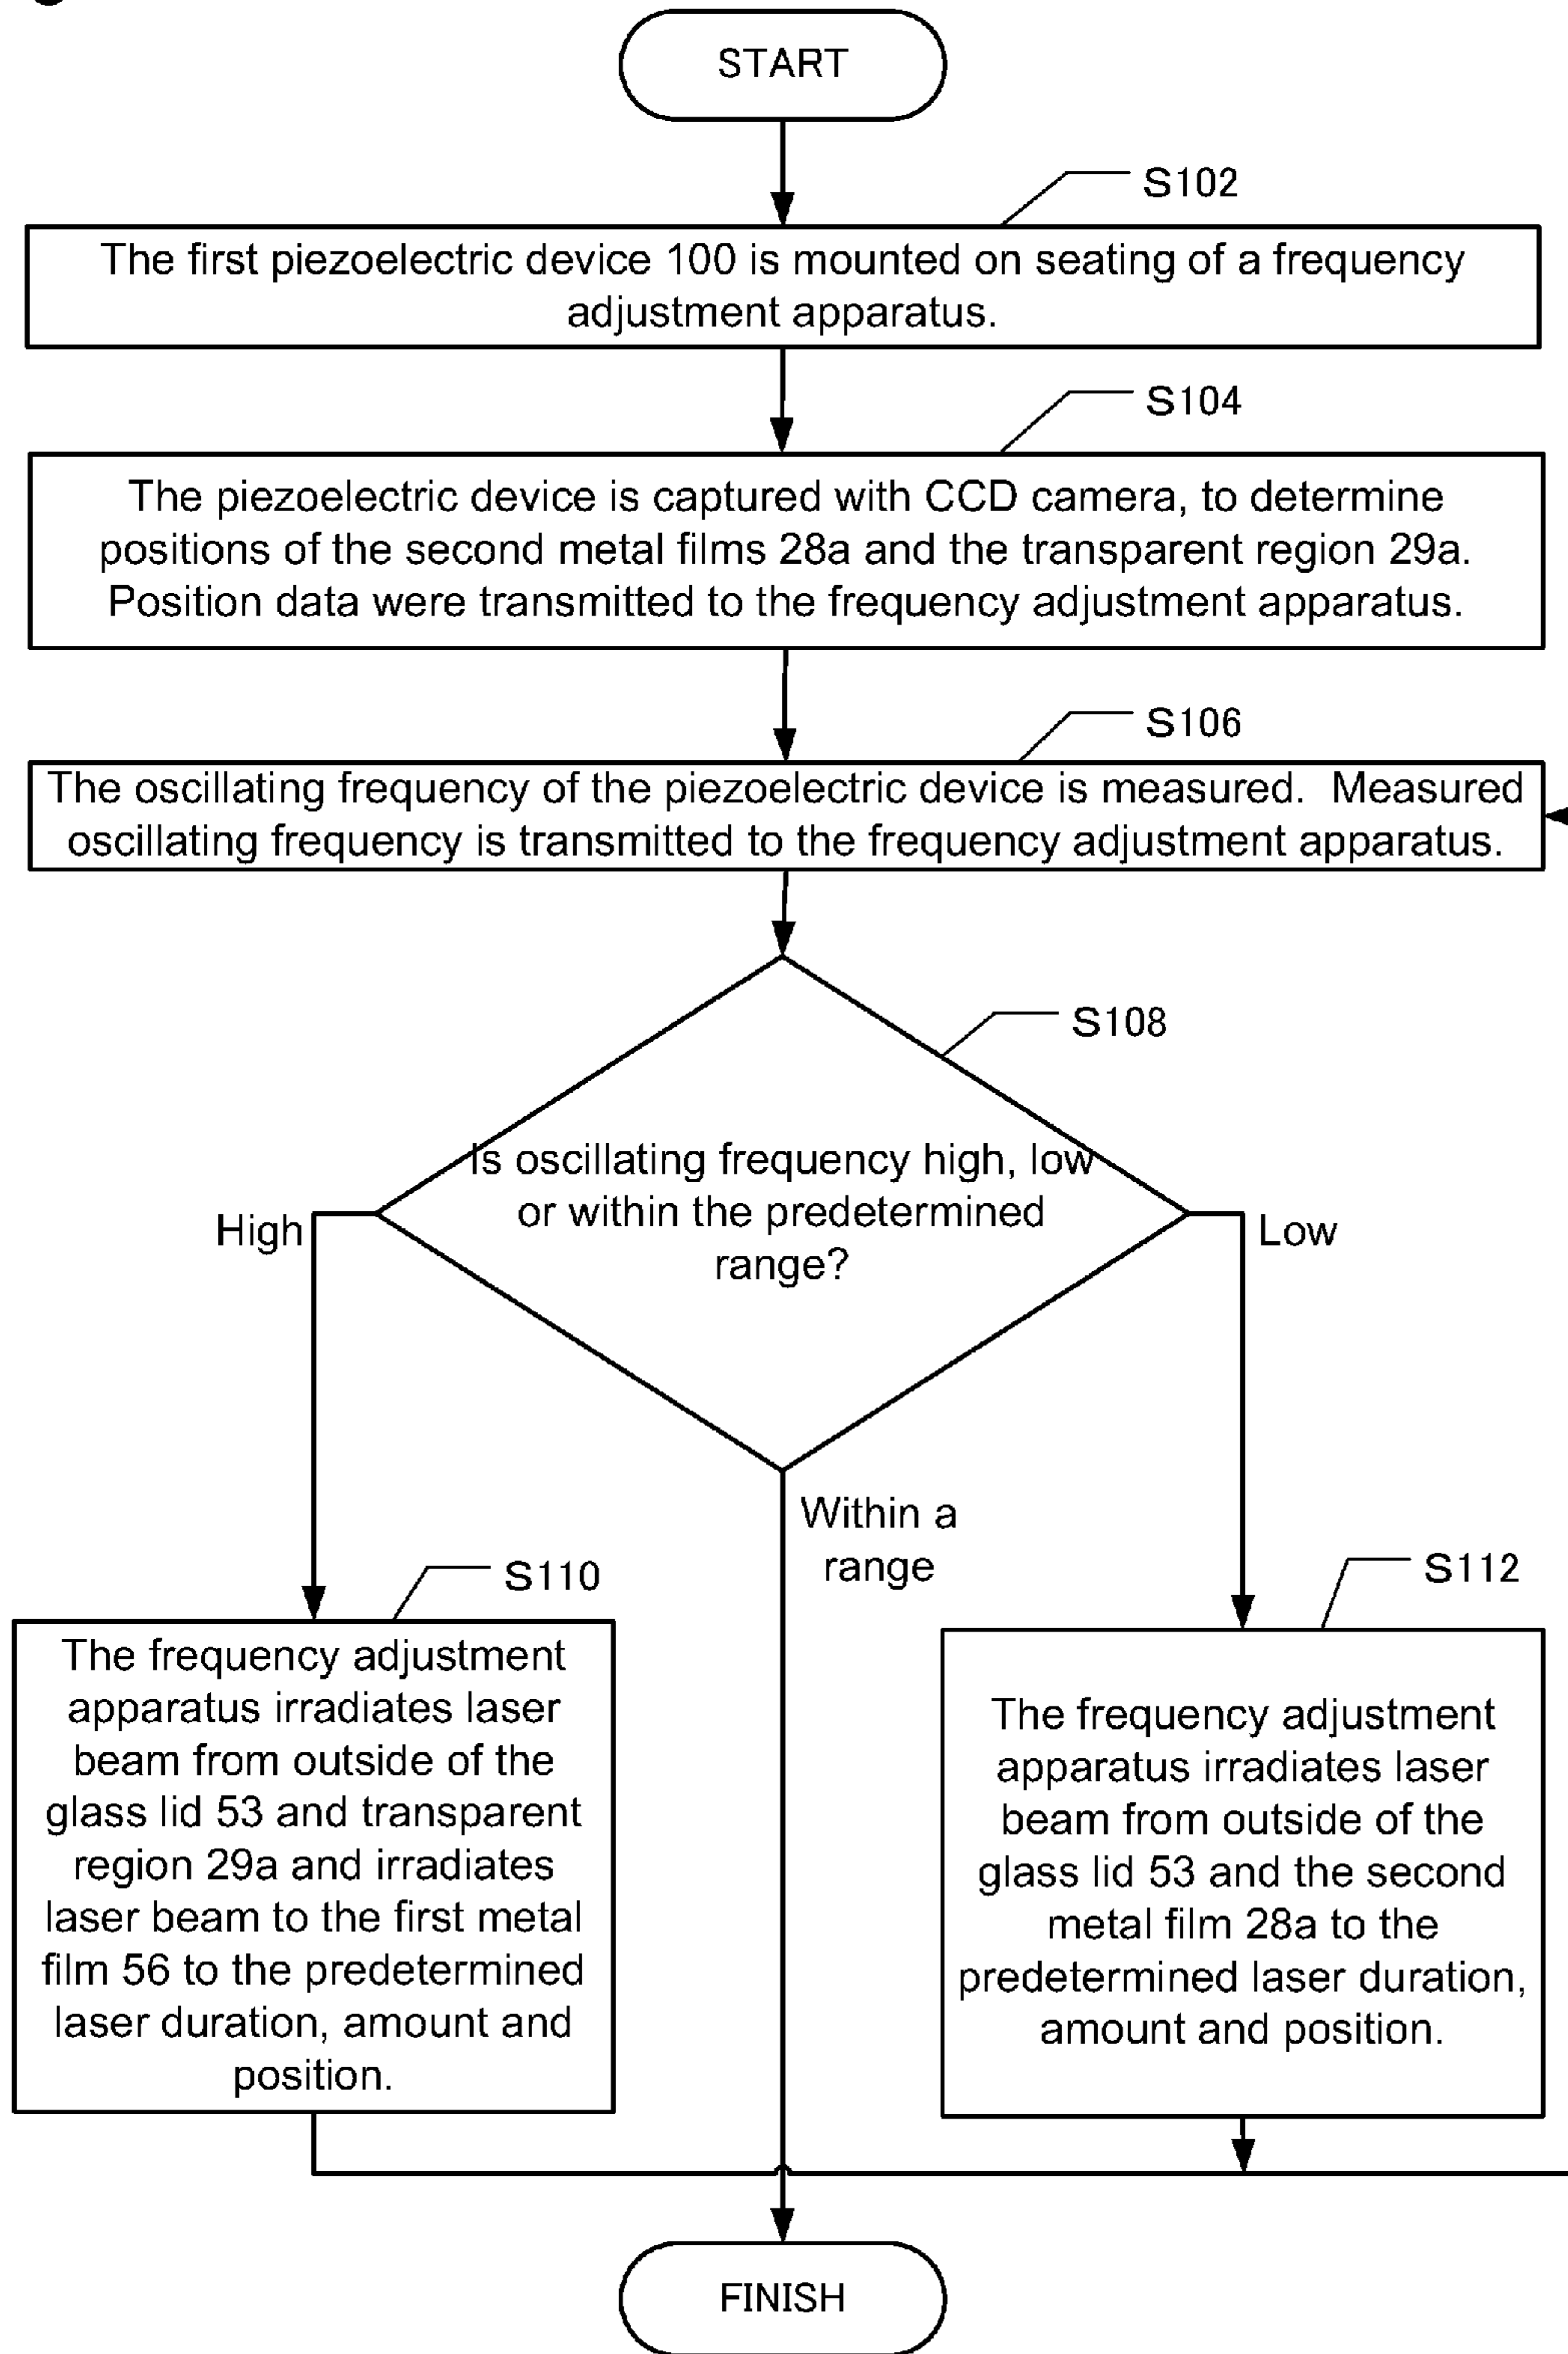 START
S102
The first piezoelectric device 100 is mounted on seating of a frequency
adjustment apparatus.
S104
The piezoelectric device is captured with CCD camera, to determine
positions of the second metal films 28a and the transparent region 29a.
Position data were transmitted to the frequency adjustment apparatus.
S106
The oscillating frequency of the piezoelectric device is measured.  Measured
oscillating frequency is transmitted to the frequency adjustment apparatus.
S108
Is oscillating frequency high, low
or within the predetermined
range?
High
Low
Within a
range
S110
The frequency adjustment
apparatus irradiates laser
beam from outside of the
glass lid 53 and transparent
region 29a and irradiates
laser beam to the first metal
film 56 to the predetermined
laser duration, amount and
position.
S112
The frequency adjustment
apparatus irradiates laser
beam from outside of the
glass lid 53 and the second
metal film 28a to the
predetermined laser duration,
amount and position.
FINISH